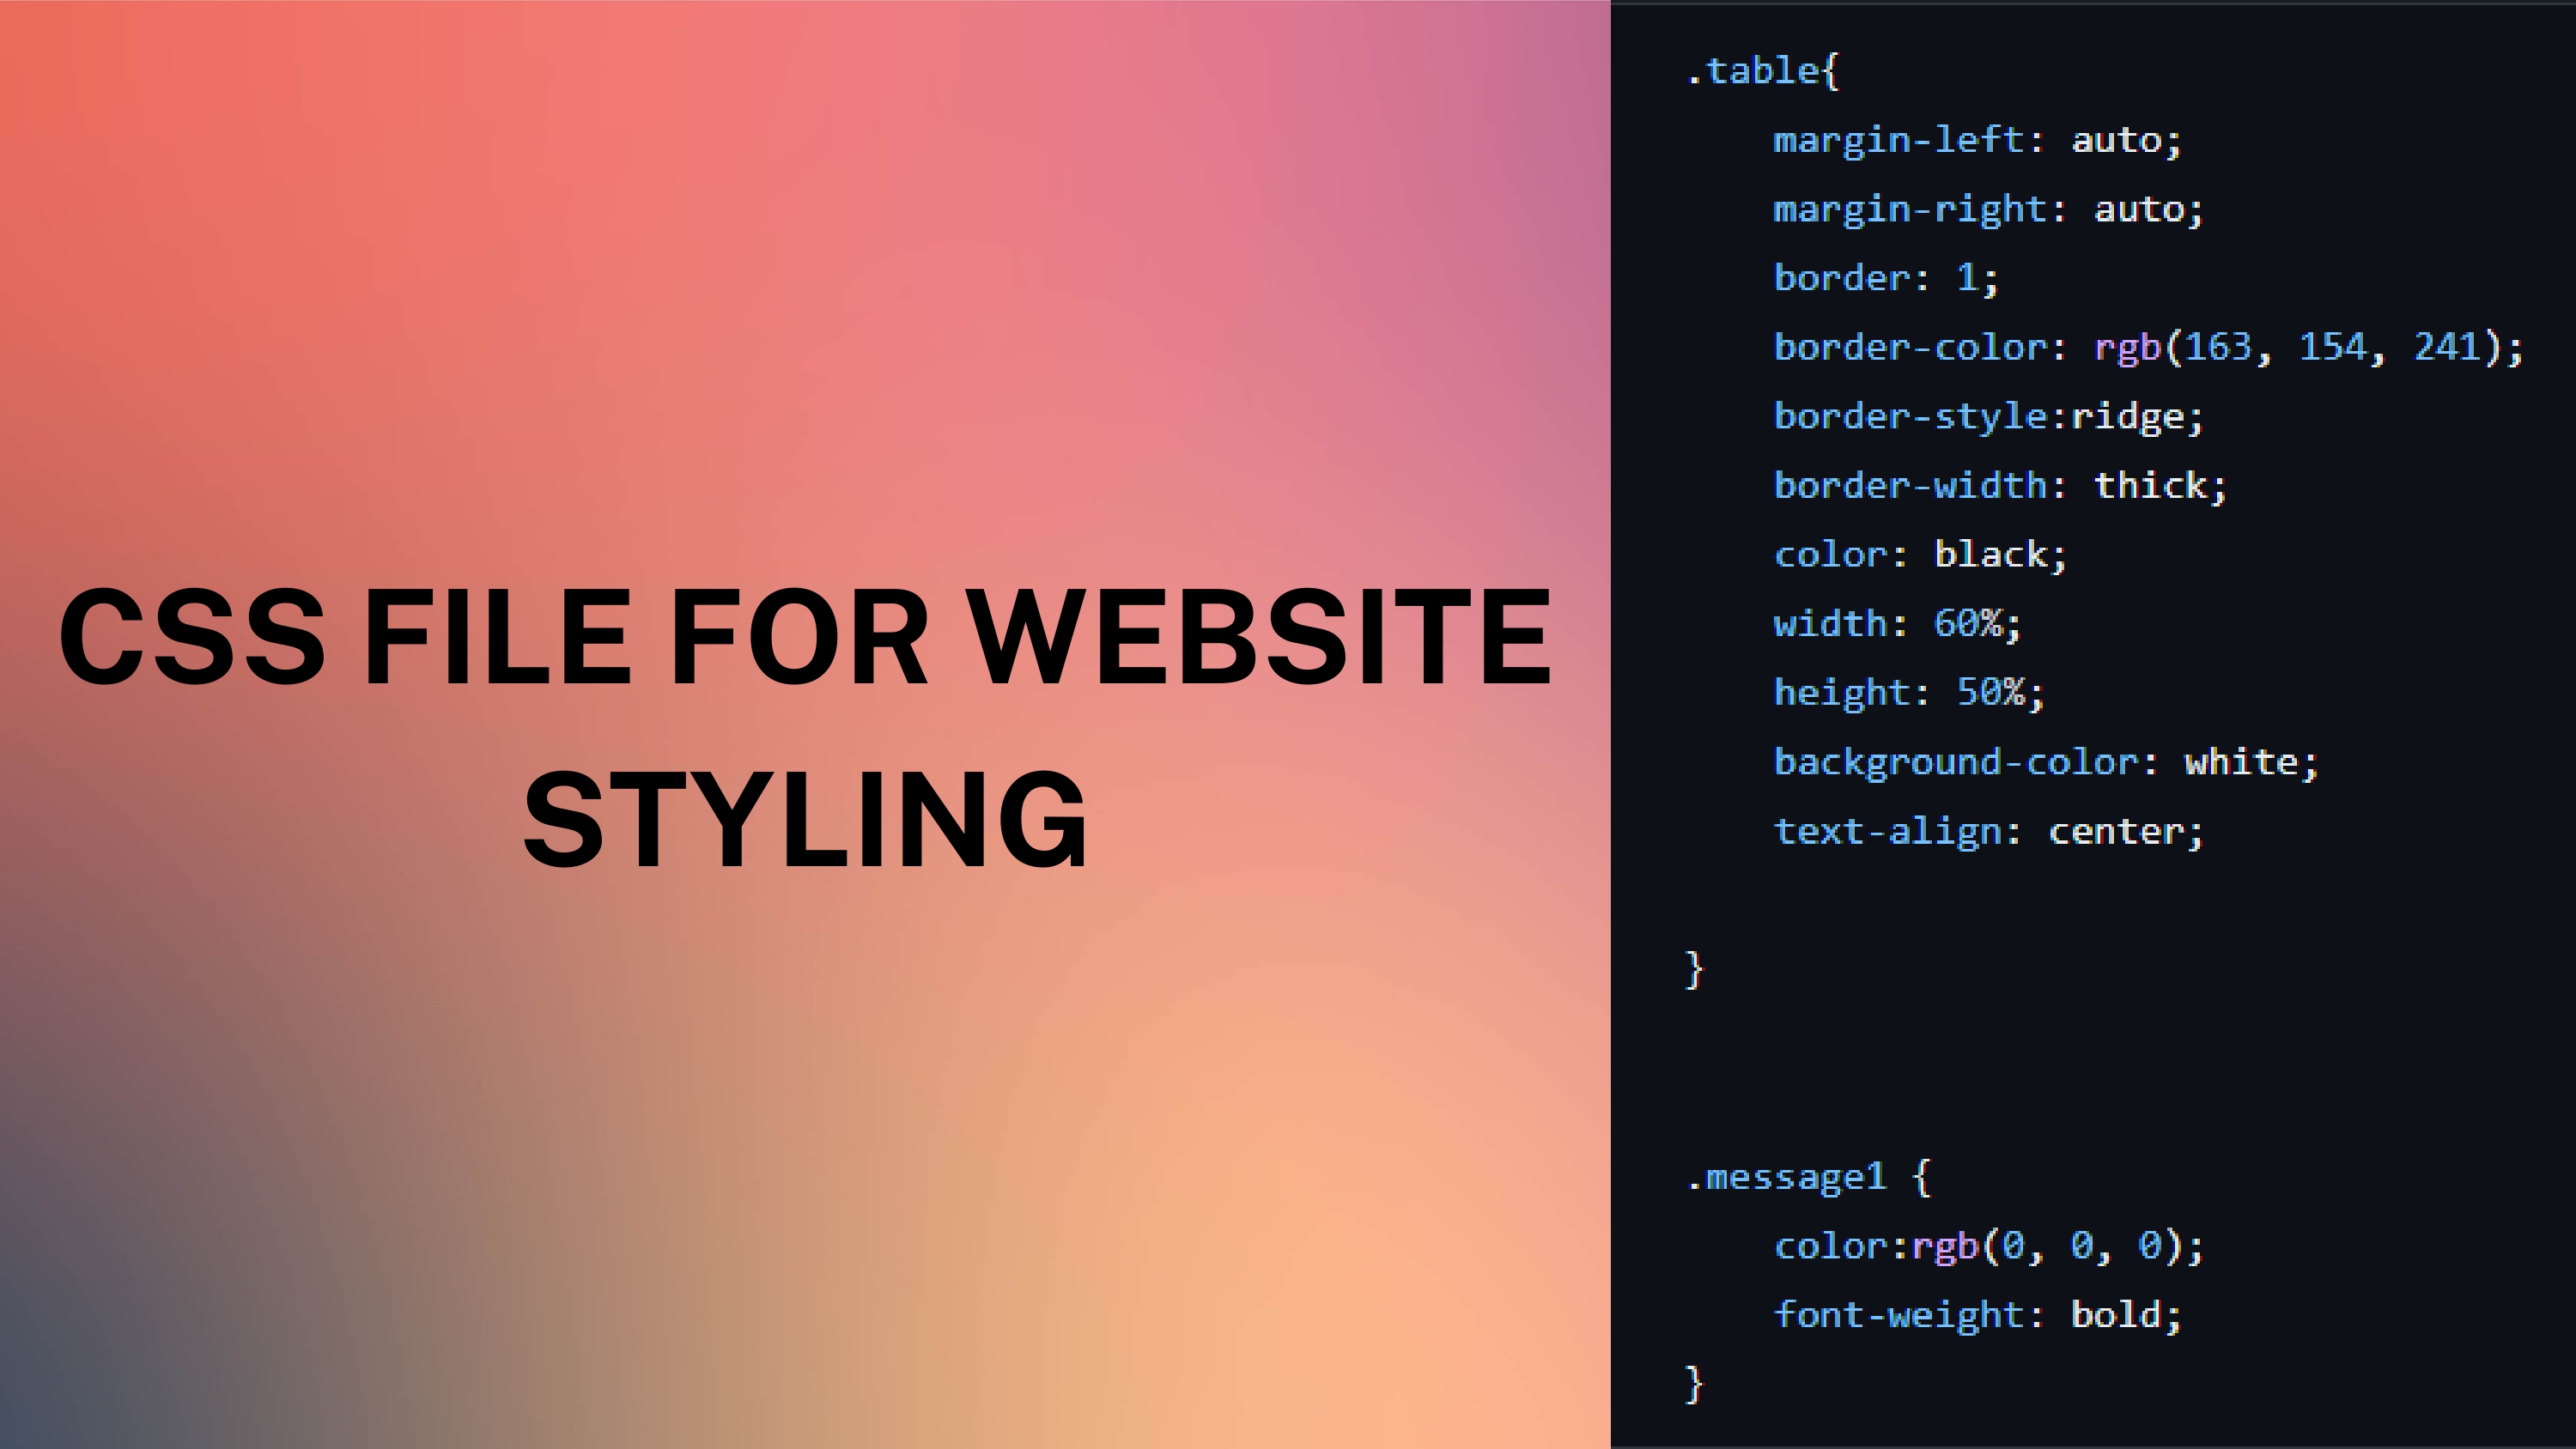 CSS FILE FOR WEBSITE
STYLING
.table{
margin-left: auto;
margin-right: auto;
border: 1;
border-color: rgb(163, 154, 241);
border-style:ridge;
border-width: thick;
color: black;
width: 60%;
height: 50%;
background-color: white;
text-align: center;
}
.message1 {
color:rgb(0, 0, 0);
font-weight: bold;
}